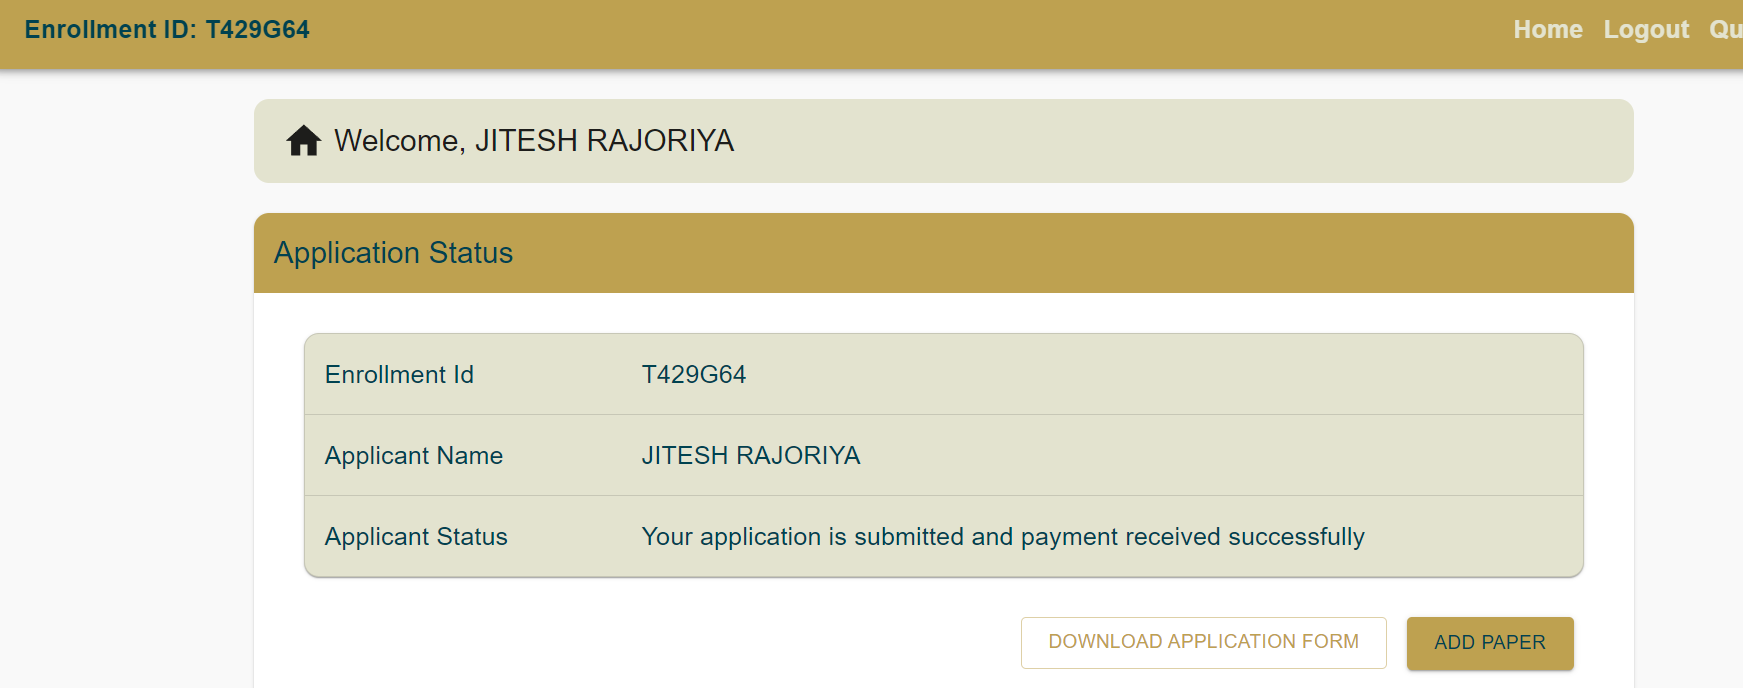 Enrollment ID: T429G64
Home Logout Qu
Welcome, JITESH RAJORIYA
Application Status
Enrollment Id T429G64
Applicant Name JITESH RAJORIYA
Applicant Status Your application is submitted and payment received successfully
DOWNLOAD APPLICATION FORM ADD PAPER